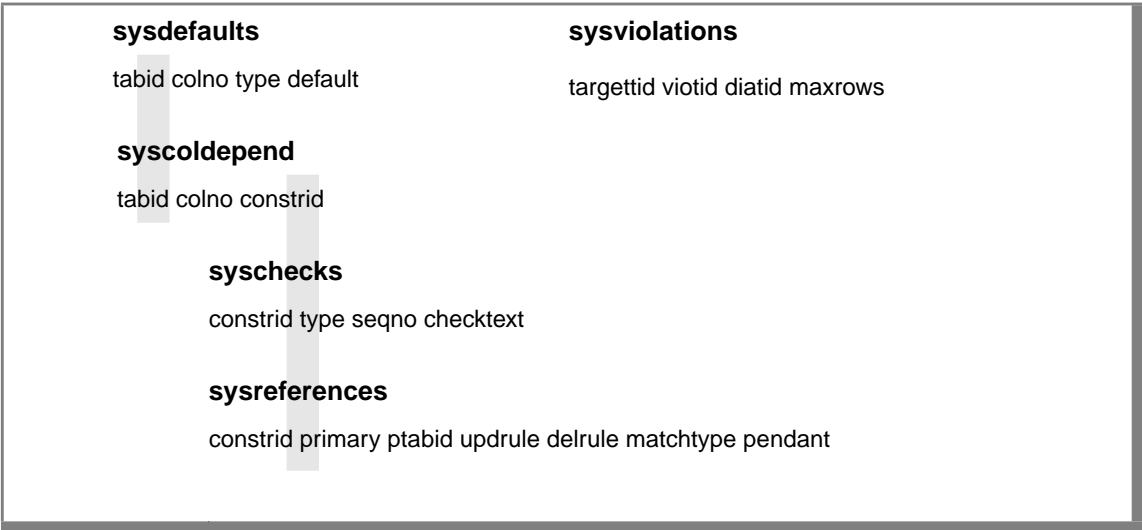 sysdefaults
tabid colno type default
syscoldepend
tabid colno constrid
syschecks
constrid type seqno checktext
sysreferences
constrid primary ptabid updrule delrule matchtype pendant
sysviolations
targettid viotid diatid maxrows